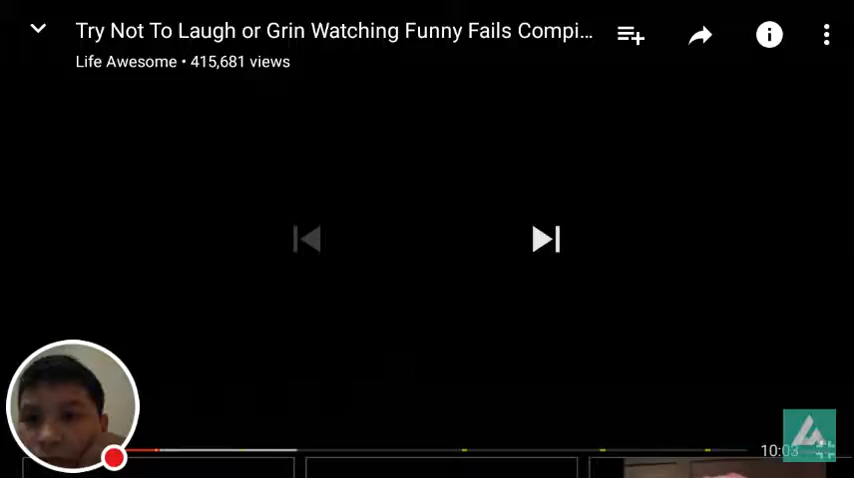 Try Not To Laugh or Grin Watching Funny Fails Compi...
Life Awesome • 415,681 views
10:03